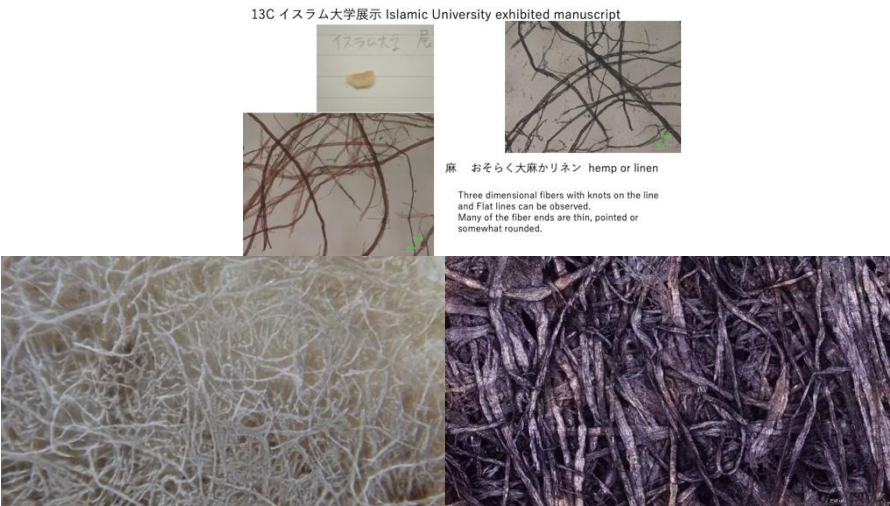 13C イスラム大学展示 Islamic University exhibited manuscript
イスラム大学 展
麻 おそらく大麻かリネン hemp or linen
Three dimensional fibers with knots on the line
and Flat lines can be observed.
Many of the fiber ends are thin, pointed or
somewhat rounded.